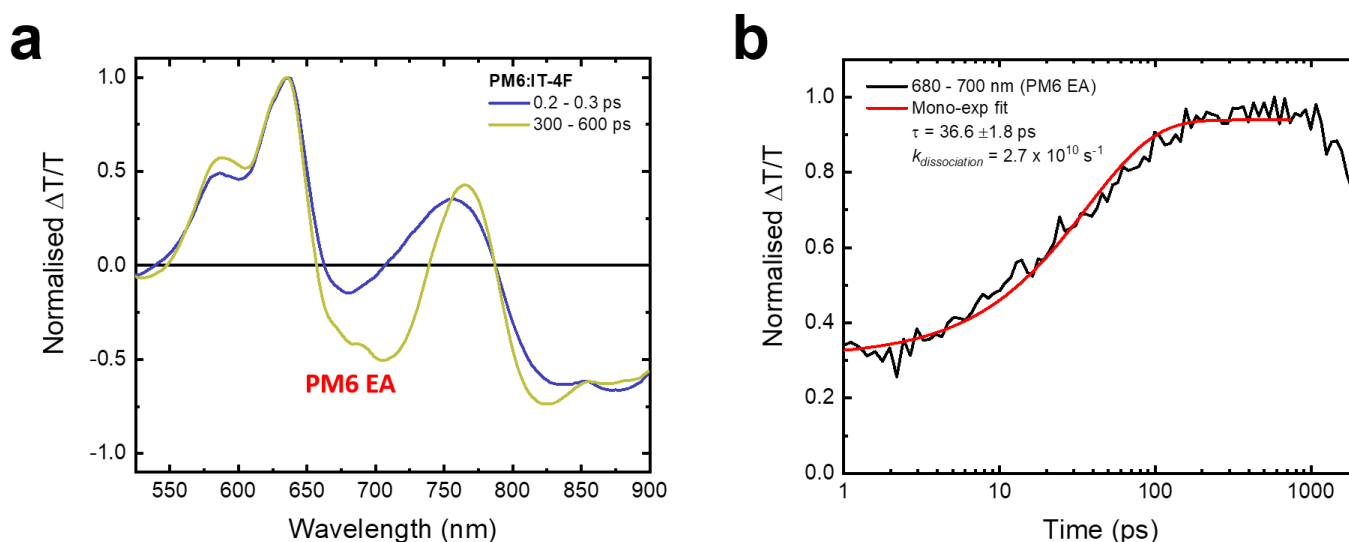 a
Normalised ΔT/T
1.0
0.5
0.0
-0.5
-1.0
PM6:IT-4F
0.2 - 0.3 ps
300 - 600 ps
PM6 EA
550 600 650 700 750 800 850 900
Wavelength (nm)
b
Normalised ΔT/T
1.0
0.8
0.6
0.4
0.2
0.0
680 - 700 nm (PM6 EA)
Mono-exp fit
τ = 36.6 ±1.8 ps
k_dissociation = 2.7 x 10¹⁰ s⁻¹
1 10 100 1000
Time (ps)